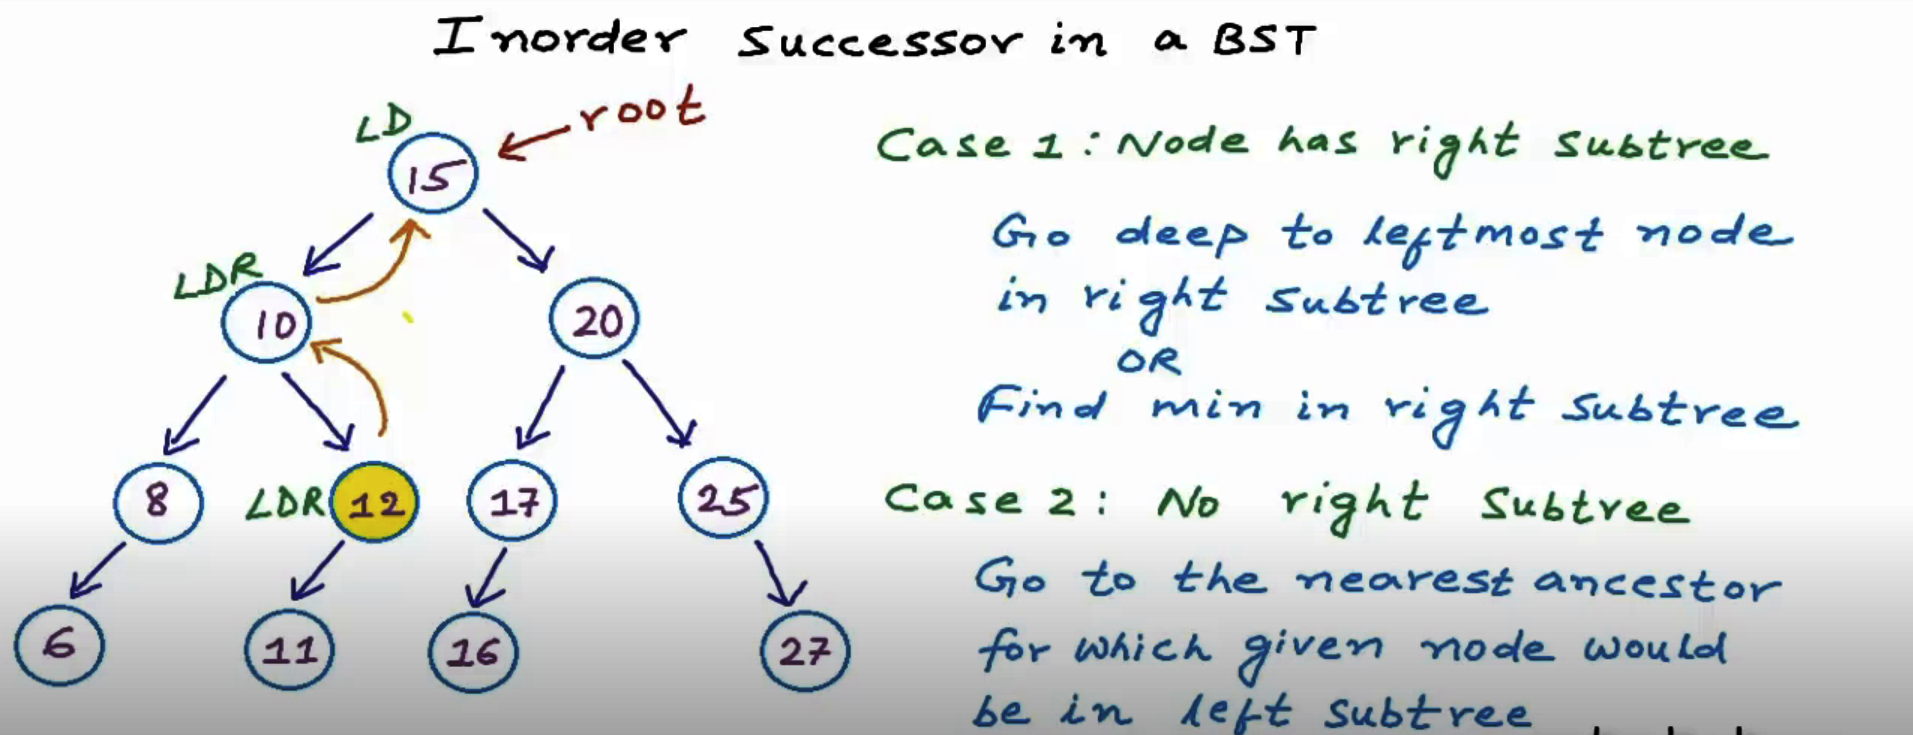 Inorder Successor in a BST
LD
root
15
Case 1: Node has right subtree
Go deep to leftmost node
in right subtree
OR
Find min in right subtree
LDR
10
20
8
LDR
12
17
25
Case 2: No right subtree
Go to the nearest ancestor
for which given node would
be in left subtree
6
11
16
27